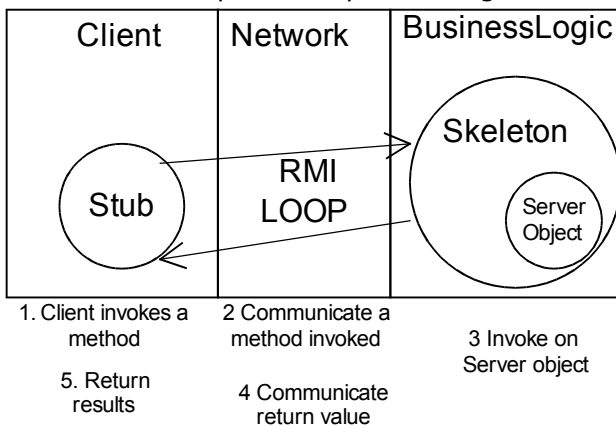 Client
Network
BusinessLogic
Skeleton
RMI
LOOP
Stub
Server
Object
1. Client invokes a
method
2 Communicate a
method invoked
3 Invoke on
Server object
5. Return
results
4 Communicate
return value